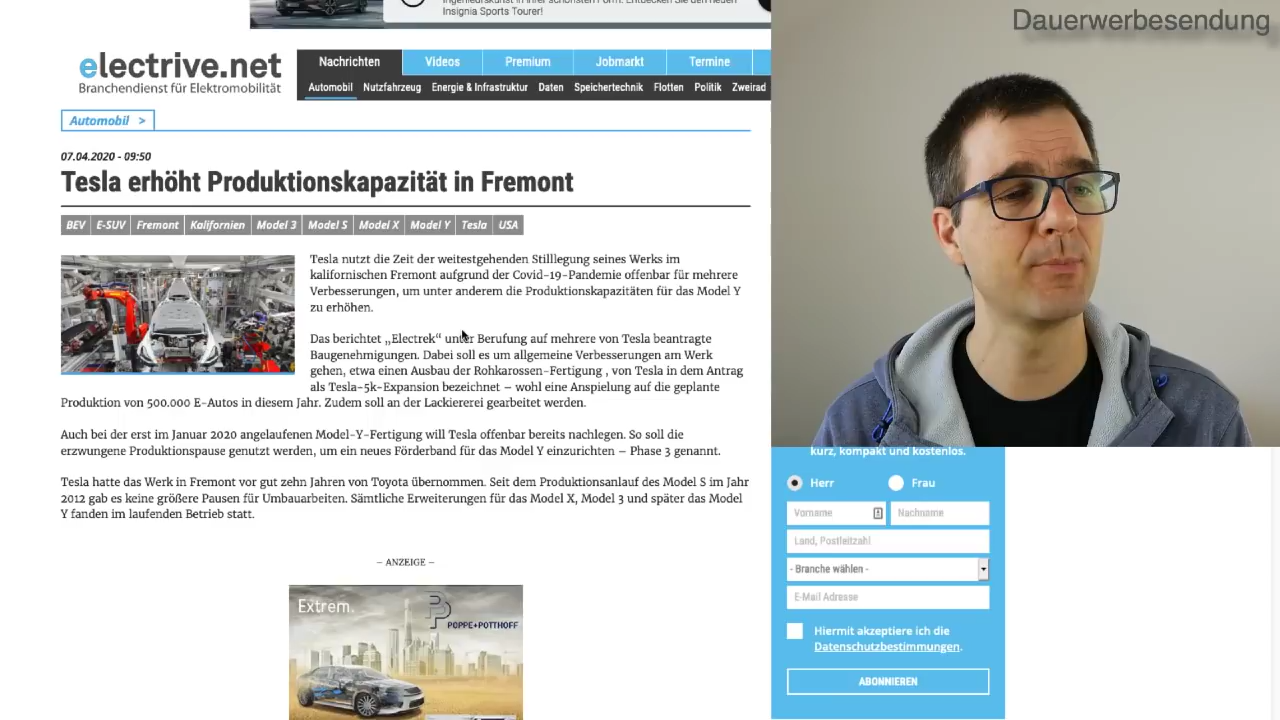 Ingenieurskunst in ihrer schönsten Form. Entdecken Sie den neuen
Insignia Sports Tourer!
Dauerwerbesendung
electrive.net
Branchendienst für Elektromobilität
Nachrichten Videos Premium Jobmarkt Termine
Automobil Nutzfahrzeug Energie & Infrastruktur Daten Speichertechnik Flotten Politik Zweirad
Automobil >
07.04.2020 - 09:50
Tesla erhöht Produktionskapazität in Fremont
BEV E-SUV Fremont Kalifornien Model 3 Model S Model X Model Y Tesla USA
Tesla nutzt die Zeit der weitestgehenden Stilllegung seines Werks im
kalifornischen Fremont aufgrund der Covid-19-Pandemie offenbar für mehrere
Verbesserungen, um unter anderem die Produktionskapazitäten für das Model Y
zu erhöhen.
Das berichtet „Electrek“ unter Berufung auf mehrere von Tesla beantragte
Baugenehmigungen. Dabei soll es um allgemeine Verbesserungen am Werk
gehen, etwa einen Ausbau der Rohkarossen-Fertigung , von Tesla in dem Antrag
als Tesla-5k-Expansion bezeichnet – wohl eine Anspielung auf die geplante
Produktion von 500.000 E-Autos in diesem Jahr. Zudem soll an der Lackiererei gearbeitet werden.
Auch bei der erst im Januar 2020 angelaufenen Model-Y-Fertigung will Tesla offenbar bereits nachlegen. So soll die
erzwungene Produktionspause genutzt werden, um ein neues Förderband für das Model Y einzurichten – Phase 3 genannt.
Tesla hatte das Werk in Fremont vor gut zehn Jahren von Toyota übernommen. Seit dem Produktionsanlauf des Model S im Jahr
2012 gab es keine größere Pausen für Umbauarbeiten. Sämtliche Erweiterungen für das Model X, Model 3 und später das Model
Y fanden im laufenden Betrieb statt.
– ANZEIGE –
Extrem.
POPPE+POTTHOFF
kurz, kompakt und kostenlos.
Herr Frau
Vorname Nachname
Land, Postleitzahl
- Branche wählen -
E-Mail Adresse
Hiermit akzeptiere ich die
Datenschutzbestimmungen.
ABONNIEREN